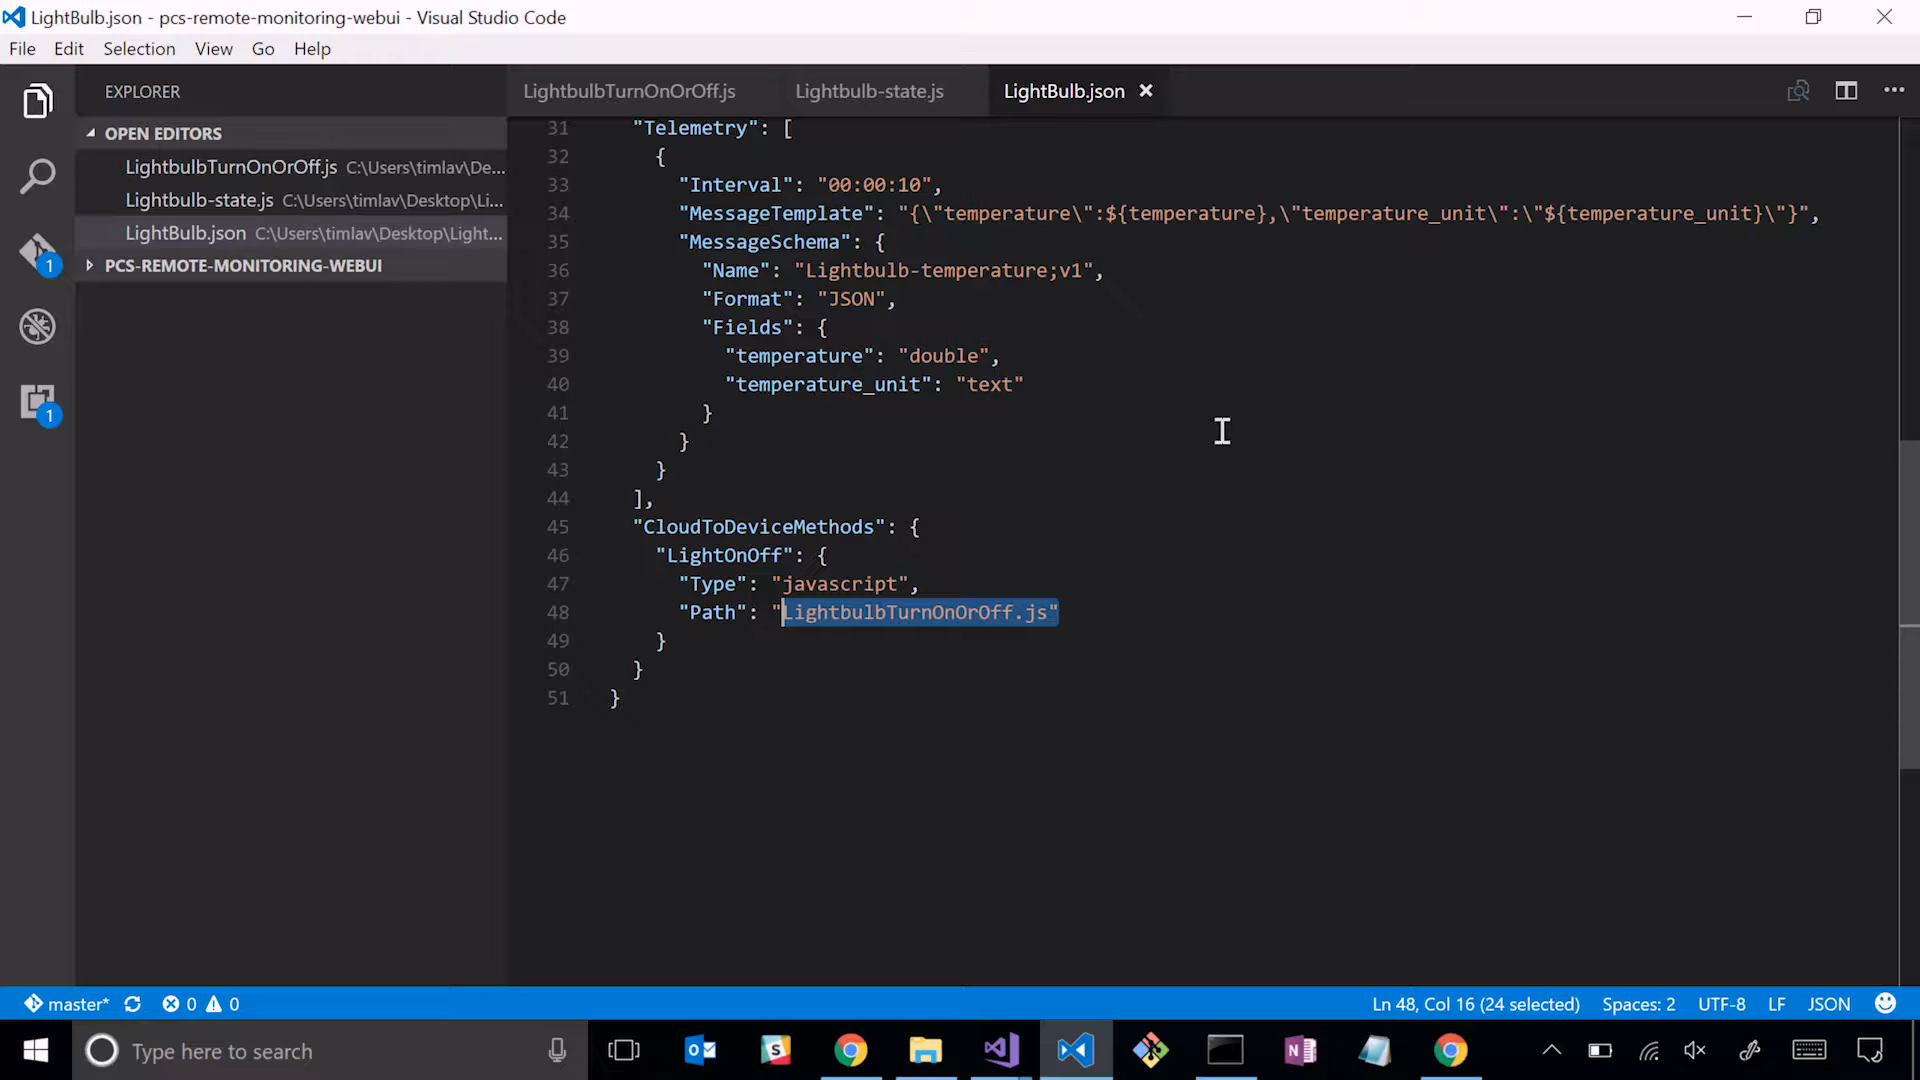 LightBulb.json - pcs-remote-monitoring-webui - Visual Studio Code
File Edit Selection View Go Help
EXPLORER
OPEN EDITORS
LightbulbTurnOnOrOff.js C:\Users\timlav\De...
Lightbulb-state.js C:\Users\timlav\Desktop\Li...
LightBulb.json C:\Users\timlav\Desktop\Light...
PCS-REMOTE-MONITORING-WEBUI
1
1
LightbulbTurnOnOrOff.js Lightbulb-state.js LightBulb.json
31 "Telemetry": [
32 {
33 "Interval": "00:00:10",
34 "MessageTemplate": "{\"temperature\":${temperature},\"temperature_unit\":\"${temperature_unit}\"}",
35 "MessageSchema": {
36 "Name": "Lightbulb-temperature;v1",
37 "Format": "JSON",
38 "Fields": {
39 "temperature": "double",
40 "temperature_unit": "text"
41 }
42 }
43 }
44 ],
45 "CloudToDeviceMethods": {
46 "LightOnOff": {
47 "Type": "javascript",
48 "Path": "LightbulbTurnOnOrOff.js"
49 }
50 }
51 }
master* 0 0 Ln 48, Col 16 (24 selected) Spaces: 2 UTF-8 LF JSON
Type here to search